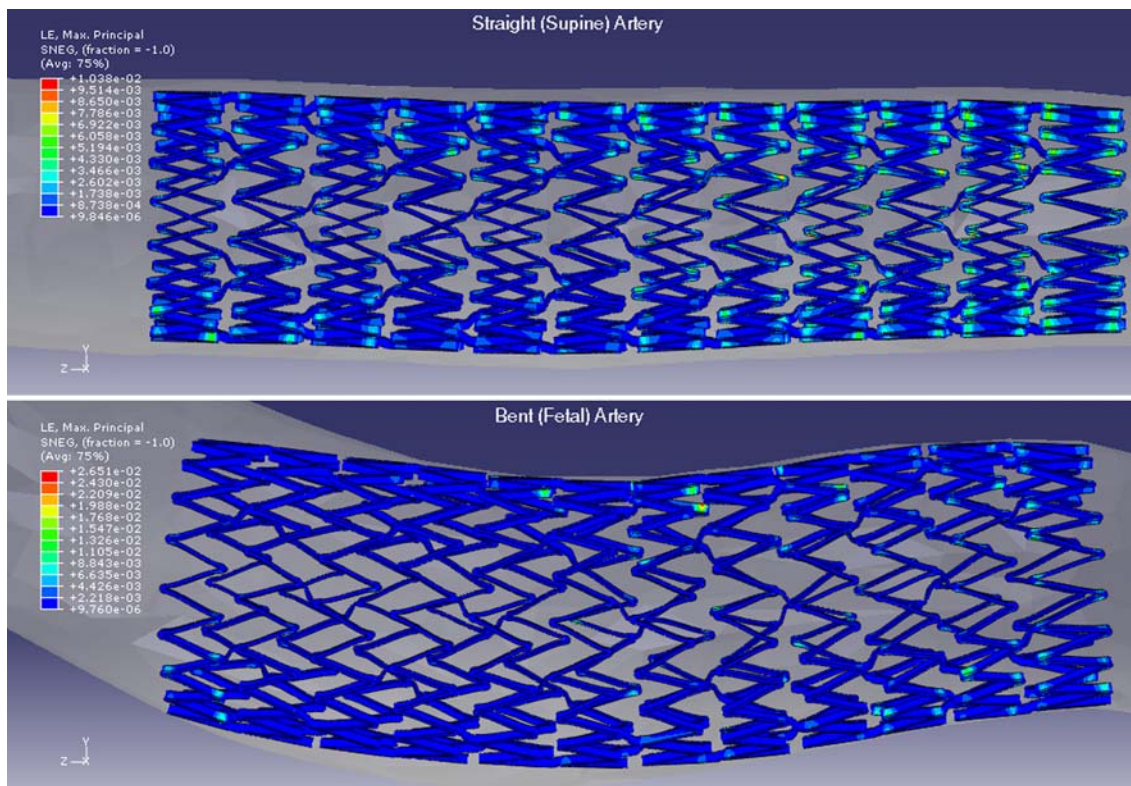 Straight (Supine) Artery
LE, Max. Principal
SNEG, (fraction = -1.0)
(Avg: 75%)
+1.038e-02
+9.514e-03
+8.650e-03
+7.786e-03
+6.922e-03
+6.058e-03
+5.194e-03
+4.330e-03
+3.466e-03
+2.602e-03
+1.738e-03
+8.738e-04
+9.846e-06
Y
Z
X
Bent (Fetal) Artery
LE, Max. Principal
SNEG, (fraction = -1.0)
(Avg: 75%)
+2.651e-02
+2.430e-02
+2.209e-02
+1.988e-02
+1.768e-02
+1.547e-02
+1.326e-02
+1.105e-02
+8.843e-03
+6.635e-03
+4.426e-03
+2.218e-03
+9.760e-06
Y
Z
X